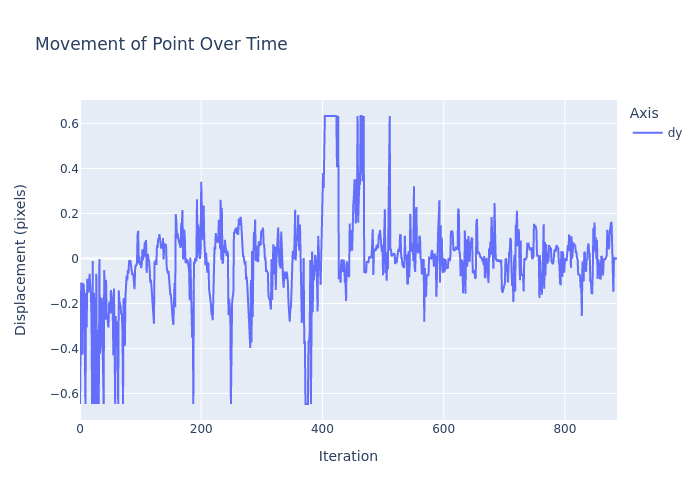 Movement of Point Over Time
Axis
dy
Displacement (pixels)
0.6
0.4
0.2
0
−0.2
−0.4
−0.6
0 200 400 600 800
Iteration